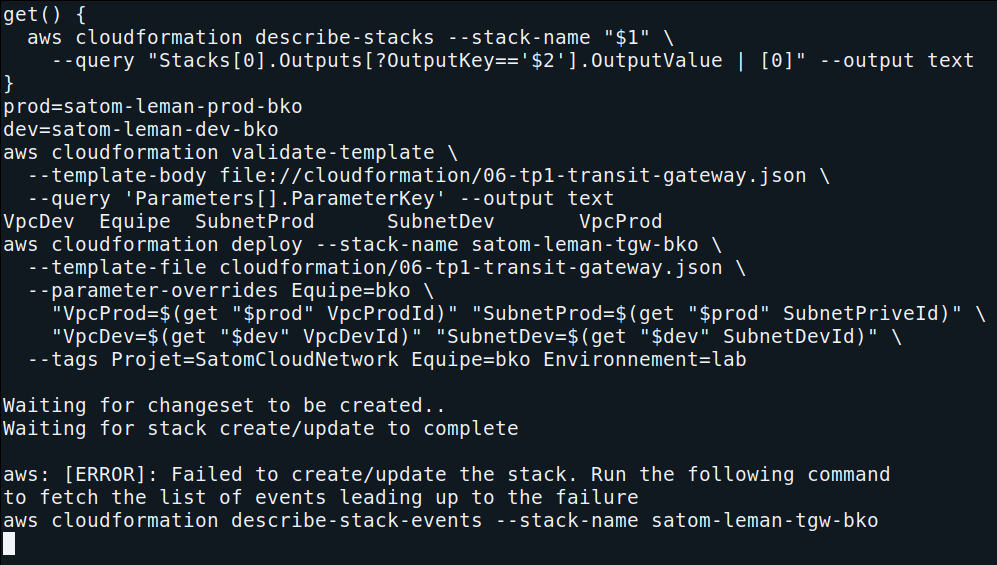 get() {
  aws cloudformation describe-stacks --stack-name "$1" \
    --query "Stacks[0].Outputs[?OutputKey=='$2'].OutputValue | [0]" --output text
}
prod=satom-leman-prod-bko
dev=satom-leman-dev-bko
aws cloudformation validate-template \
  --template-body file://cloudformation/06-tp1-transit-gateway.json \
  --query 'Parameters[].ParameterKey' --output text
VpcDev  Equipe  SubnetProd      SubnetDev       VpcProd
aws cloudformation deploy --stack-name satom-leman-tgw-bko \
  --template-file cloudformation/06-tp1-transit-gateway.json \
  --parameter-overrides Equipe=bko \
    "VpcProd=$(get "$prod" VpcProdId)" "SubnetProd=$(get "$prod" SubnetPriveId)" \
    "VpcDev=$(get "$dev" VpcDevId)" "SubnetDev=$(get "$dev" SubnetDevId)" \
  --tags Projet=SatomCloudNetwork Equipe=bko Environnement=lab

Waiting for changeset to be created..
Waiting for stack create/update to complete

aws: [ERROR]: Failed to create/update the stack. Run the following command
to fetch the list of events leading up to the failure
aws cloudformation describe-stack-events --stack-name satom-leman-tgw-bko